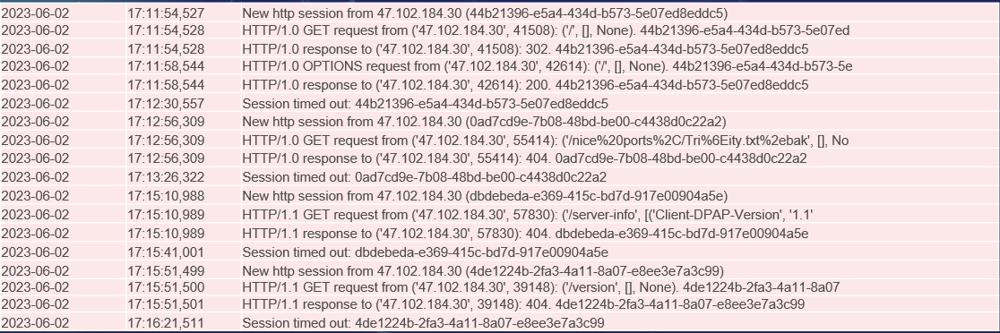 2023-06-02 17:11:54,527 New http session from 47.102.184.30 (44b21396-e5a4-434d-b573-5e07ed8eddc5)
2023-06-02 17:11:54,528 HTTP/1.0 GET request from ('47.102.184.30', 41508): ('/', [], None). 44b21396-e5a4-434d-b573-5e07ed
2023-06-02 17:11:54,528 HTTP/1.0 response to ('47.102.184.30', 41508): 302. 44b21396-e5a4-434d-b573-5e07ed8eddc5
2023-06-02 17:11:58,544 HTTP/1.0 OPTIONS request from ('47.102.184.30', 42614): ('/', [], None). 44b21396-e5a4-434d-b573-5e
2023-06-02 17:11:58,544 HTTP/1.0 response to ('47.102.184.30', 42614): 200. 44b21396-e5a4-434d-b573-5e07ed8eddc5
2023-06-02 17:12:30,557 Session timed out: 44b21396-e5a4-434d-b573-5e07ed8eddc5
2023-06-02 17:12:56,309 New http session from 47.102.184.30 (0ad7cd9e-7b08-48bd-be00-c4438d0c22a2)
2023-06-02 17:12:56,309 HTTP/1.0 GET request from ('47.102.184.30', 55414): ('/nice%20ports%2C/Tri%6Eity.txt%2ebak', [], No
2023-06-02 17:12:56,309 HTTP/1.0 response to ('47.102.184.30', 55414): 404. 0ad7cd9e-7b08-48bd-be00-c4438d0c22a2
2023-06-02 17:13:26,322 Session timed out: 0ad7cd9e-7b08-48bd-be00-c4438d0c22a2
2023-06-02 17:15:10,988 New http session from 47.102.184.30 (dbdebeda-e369-415c-bd7d-917e00904a5e)
2023-06-02 17:15:10,989 HTTP/1.1 GET request from ('47.102.184.30', 57830): ('/server-info', [('Client-DPAP-Version', '1.1'
2023-06-02 17:15:10,989 HTTP/1.1 response to ('47.102.184.30', 57830): 404. dbdebeda-e369-415c-bd7d-917e00904a5e
2023-06-02 17:15:41,001 Session timed out: dbdebeda-e369-415c-bd7d-917e00904a5e
2023-06-02 17:15:51,499 New http session from 47.102.184.30 (4de1224b-2fa3-4a11-8a07-e8ee3e7a3c99)
2023-06-02 17:15:51,500 HTTP/1.1 GET request from ('47.102.184.30', 39148): ('/version', [], None). 4de1224b-2fa3-4a11-8a07
2023-06-02 17:15:51,501 HTTP/1.1 response to ('47.102.184.30', 39148): 404. 4de1224b-2fa3-4a11-8a07-e8ee3e7a3c99
2023-06-02 17:16:21,511 Session timed out: 4de1224b-2fa3-4a11-8a07-e8ee3e7a3c99